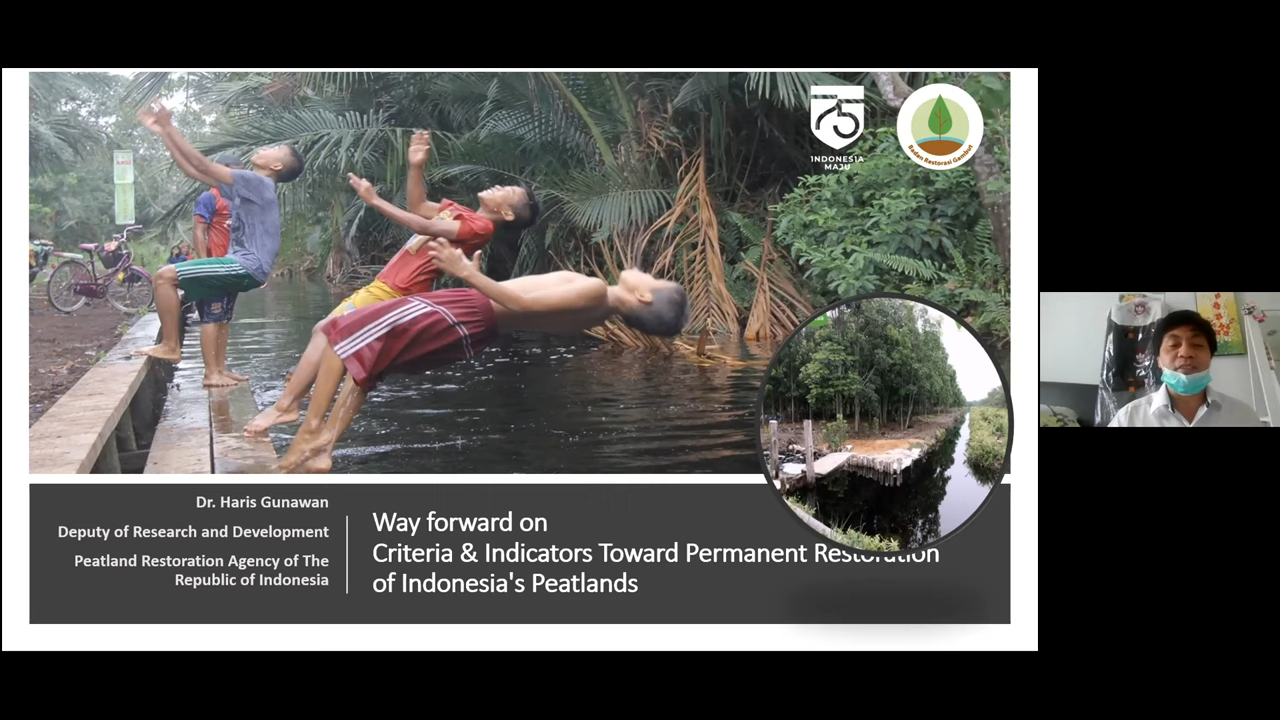 75
INDONESIA
MAJU
Badan Restorasi Gambut
Dr. Haris Gunawan
Deputy of Research and Development
Peatland Restoration Agency of The
Republic of Indonesia
Way forward on
Criteria & Indicators Toward Permanent Restoration
of Indonesia's Peatlands